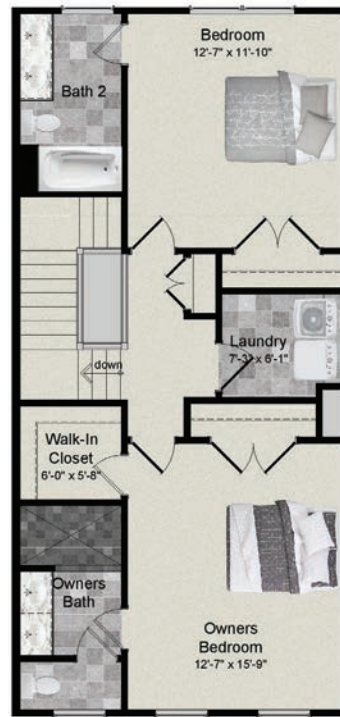 Bedroom
12'-7" x 11'-10"
Bath 2
Laundry
7'-3" x 6'-1"
down
Walk-In
Closet
6'-0" x 5'-8"
Owners
Bath
Owners
Bedroom
12'-7" x 15'-9"